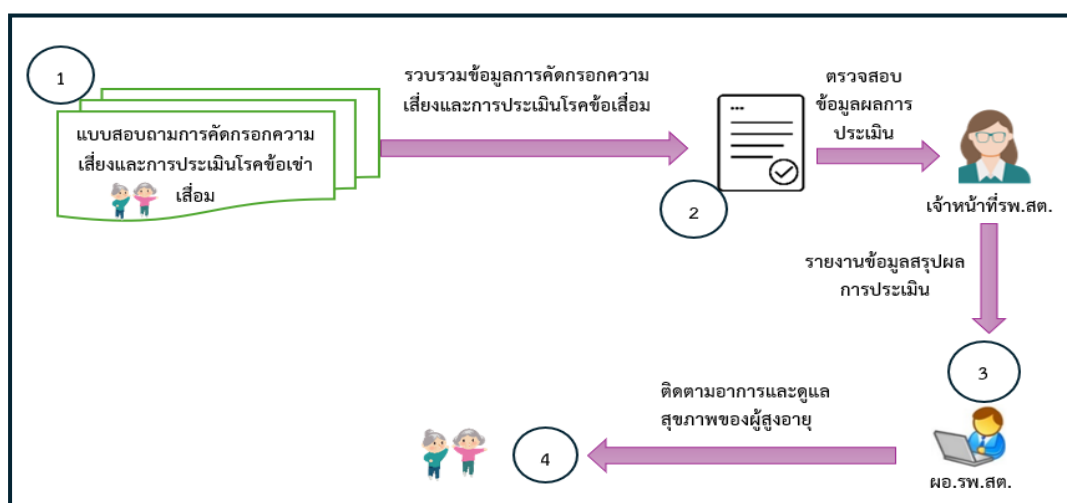 1
แบบสอบถามการคัดกรอกความ
เสี่ยงและการประเมินโรคข้อเข่า
เสื่อม
รวบรวมข้อมูลการคัดกรอกความ
เสี่ยงและการประเมินโรคข้อเสื่อม
2
ตรวจสอบ
ข้อมูลผลการ
ประเมิน
เจ้าหน้าที่รพ.สต.
รายงานข้อมูลสรุปผล
การประเมิน
3
ผอ.รพ.สต.
ติดตามอาการและดูแล
สุขภาพของผู้สูงอายุ
4